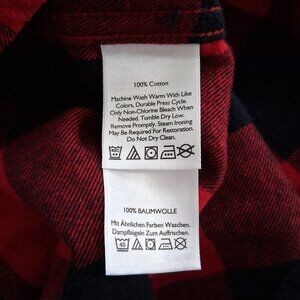 100% Cotton
Machine Wash Warm With Like
Colors, Durable Press Cycle.
Only Non-Chlorine Bleach When
Needed. Tumble Dry Low.
Remove Promptly. Steam Ironing
May Be Required For Restoration.
Do Not Dry Clean.
100% BAUMWOLLE
Mit Ähnlichen Farben Waschen.
Dampfbügeln Zum Auffrischen.
40